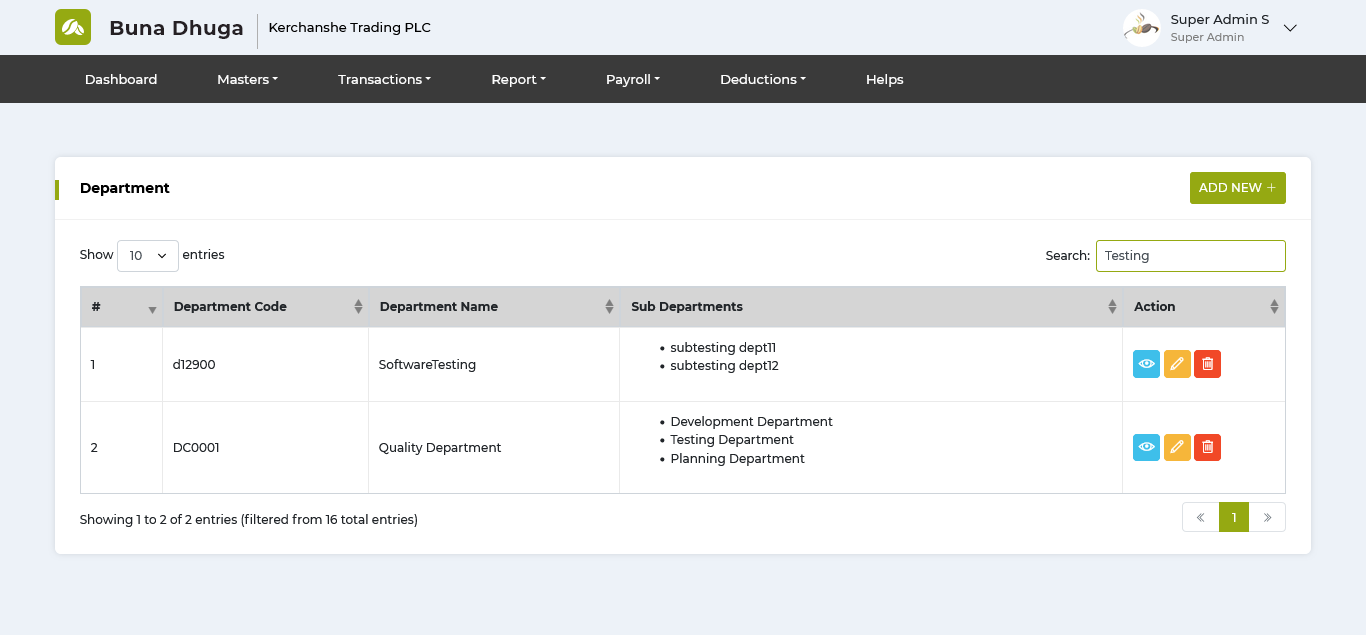 Buna Dhuga
Kerchanshe Trading PLC
Super Admin S
Super Admin
Dashboard Masters Transactions Report Payroll Deductions Helps
Department
ADD NEW +
Show 10 entries
Search: Testing
# Department Code Department Name Sub Departments Action
1 d12900 SoftwareTesting
• subtesting dept11
• subtesting dept12
2 DC0001 Quality Department
• Development Department
• Testing Department
• Planning Department
Showing 1 to 2 of 2 entries (filtered from 16 total entries)
« 1 »